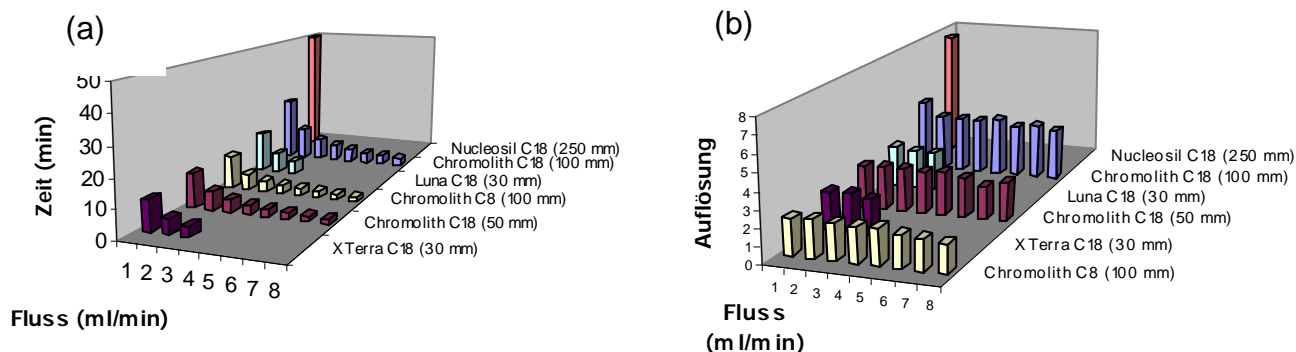 (a)
Zeit (min)
50
40
30
20
10
0
1 2 3 4 5 6 7 8
Fluss (ml/min)
Nucleosil C18 (250 mm)
Chromolith C18 (100 mm)
Luna C18 (30 mm)
Chromolith C8 (100 mm)
Chromolith C18 (50 mm)
XTerra C18 (30 mm)
(b)
Auflösung
8
7
6
5
4
3
2
1
0
1 2 3 4 5 6 7 8
Fluss
(ml/min)
Nucleosil C18 (250 mm)
Chromolith C18 (100 mm)
Luna C18 (30 mm)
Chromolith C18 (50 mm)
XTerra C18 (30 mm)
Chromolith C8 (100 mm)